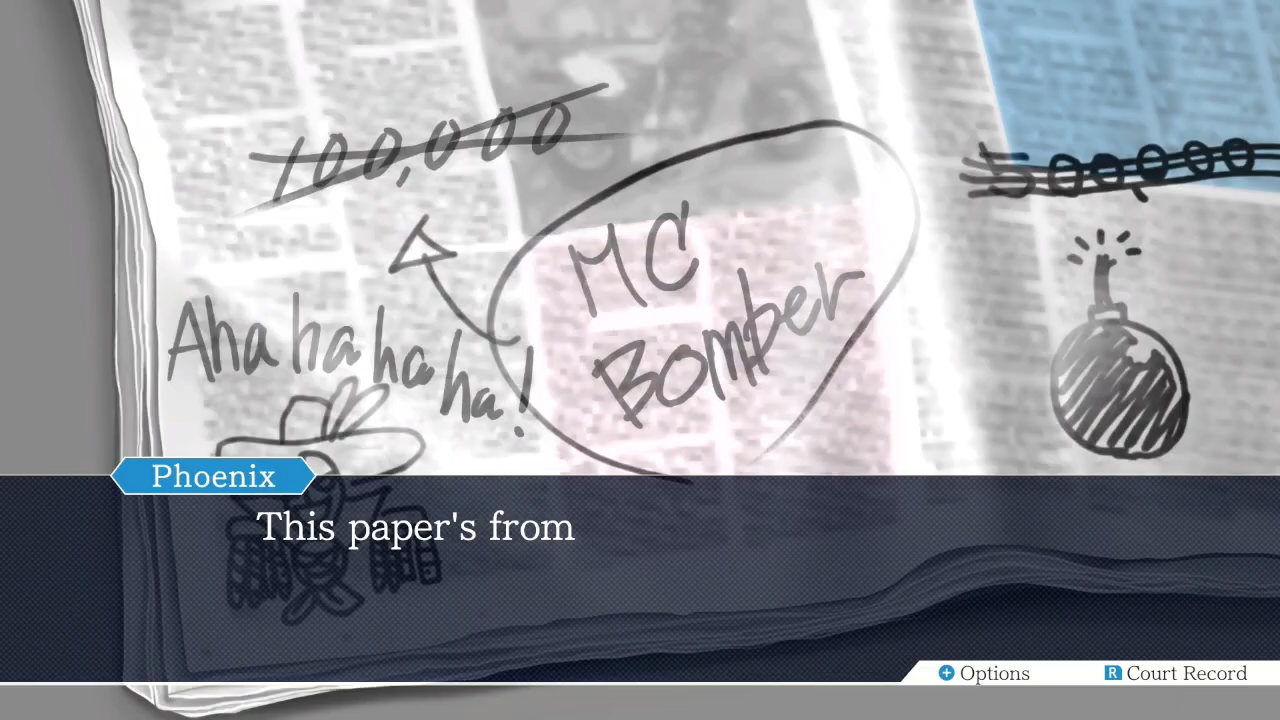 100,000
500,000
MC
Bomber
Aha ha ha ha!
Phoenix
This paper's from
+ Options
R Court Record